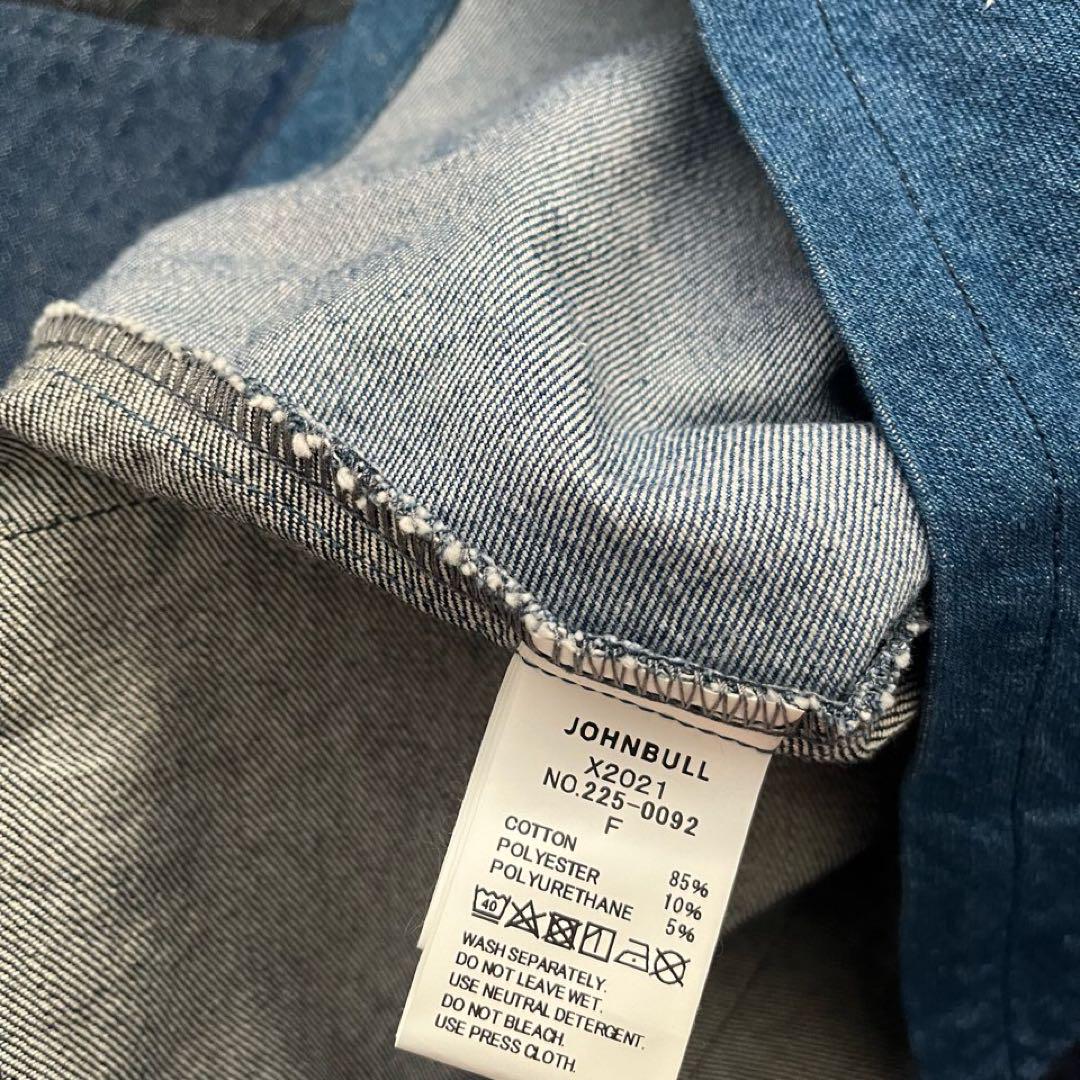 JOHNBULL
X2021
NO.225-0092
F
COTTON 85%
POLYESTER 10%
POLYURETHANE 5%
40
WASH SEPARATELY.
DO NOT LEAVE WET.
USE NEUTRAL DETERGENT.
DO NOT BLEACH.
USE PRESS CLOTH.